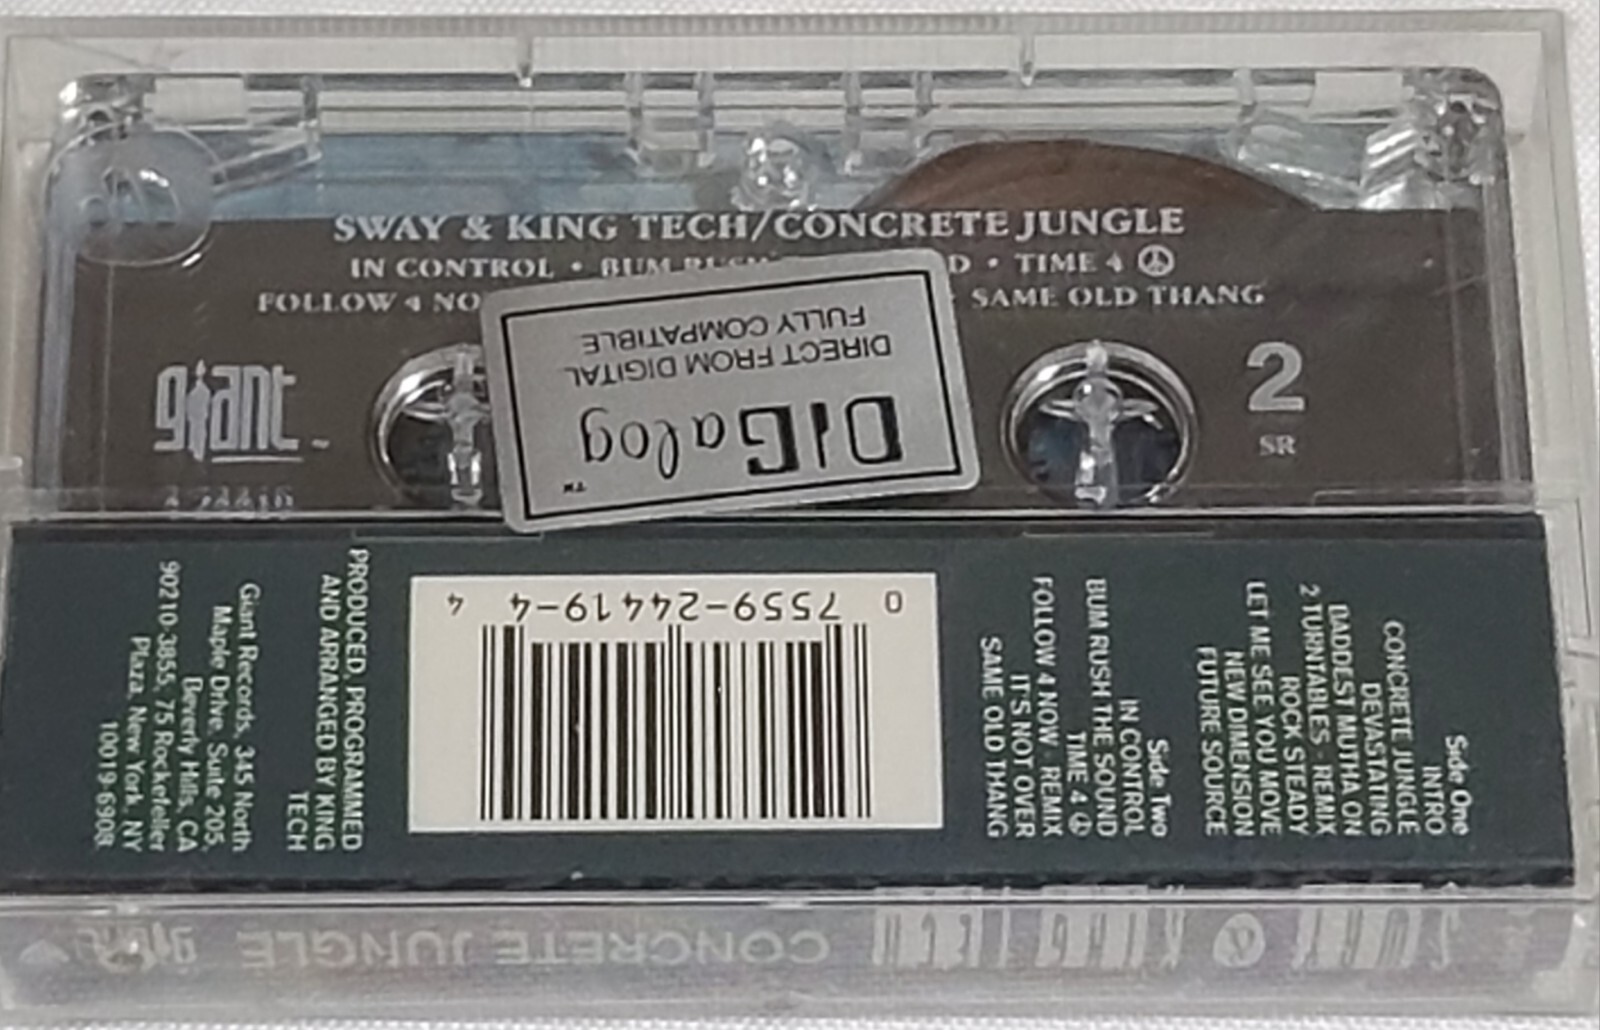 SWAY & KING TECH/CONCRETE JUNGLE
IN CONTROL • BUM RUSH D • TIME 4 ☮
FOLLOW 4 NO • SAME OLD THANG
giant ™
2
SR
DIGalog ™
DIRECT FROM DIGITAL
FULLY COMPATIBLE
Side One
INTRO
CONCRETE JUNGLE
DEVASTATING
BADDEST MUTHA ON
2 TURNTABLES - REMIX
ROCK STEADY
LET ME SEE YOU MOVE
NEW DIMENSION
FUTURE SOURCE
Side Two
IN CONTROL
BUM RUSH THE SOUND
TIME 4 ☮
FOLLOW 4 NOW - REMIX
IT'S NOT OVER
SAME OLD THANG
0 7559-24419-4 4
PRODUCED, PROGRAMMED
AND ARRANGED BY KING
TECH
Giant Records, 345 North
Maple Drive, Suite 205,
Beverly Hills, CA
90210-3855, 75 Rockefeller
Plaza, New York, NY
10019-6908
CONCRETE JUNGLE
giant